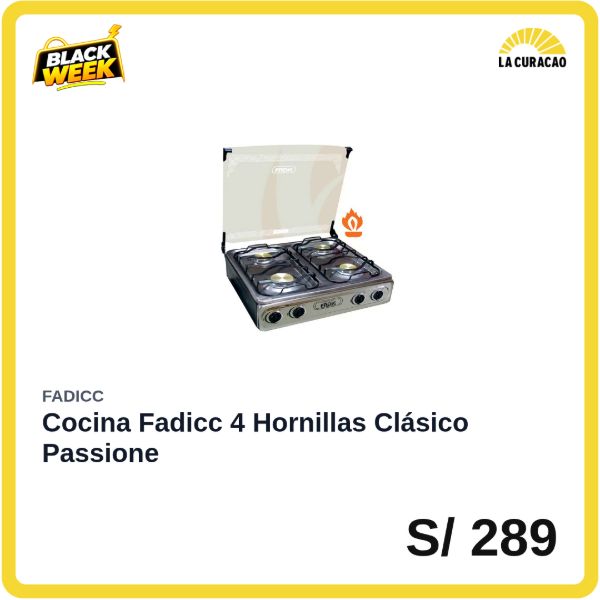 BLACK
WEEK
LA CURACAO
FADICC
Cocina Fadicc 4 Hornillas Clásico
Passione
S/ 289